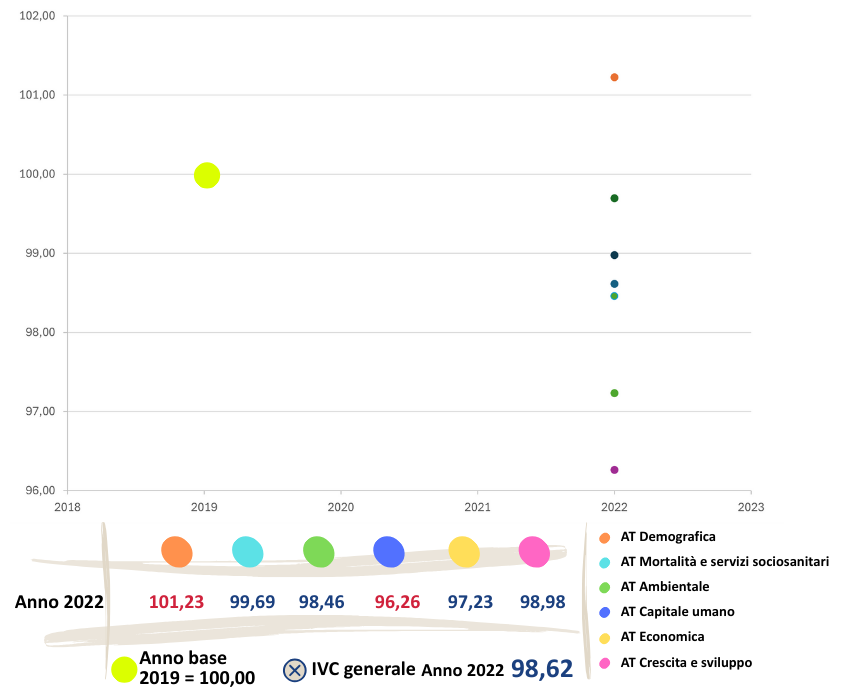 102,00
101,00
100,00
99,00
98,00
97,00
96,00
2018 2019 2020 2021 2022 2023
AT Demografica
AT Mortalità e servizi sociosanitari
AT Ambientale
AT Capitale umano
AT Economica
AT Crescita e sviluppo
Anno 2022 101,23 99,69 98,46 96,26 97,23 98,98
Anno base
2019 = 100,00
IVC generale Anno 2022 98,62